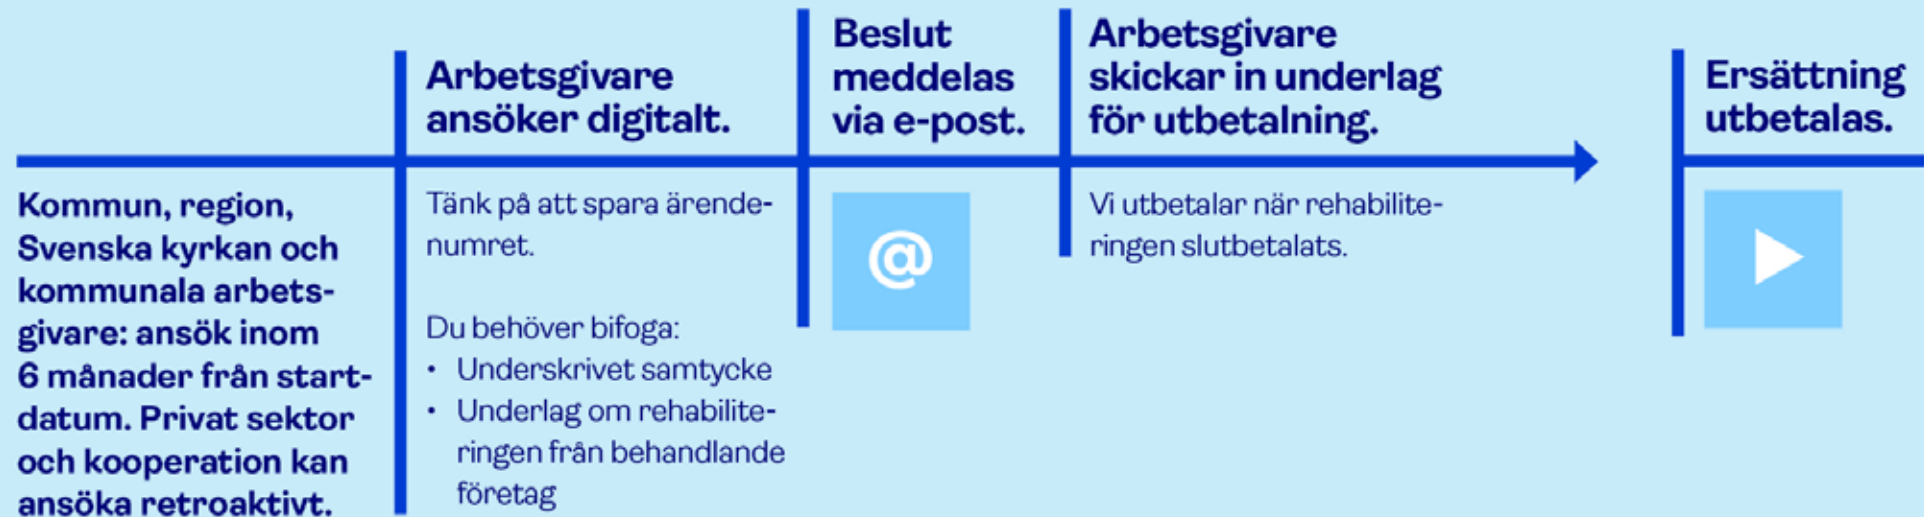 Kommun, region,
Svenska kyrkan och
kommunala arbets-
givare: ansök inom
6 månader från start-
datum. Privat sektor
och kooperation kan
ansöka retroaktivt.
Arbetsgivare
ansöker digitalt.
Tänk på att spara ärende-
numret.
Du behöver bifoga:
• Underskrivet samtycke
• Underlag om rehabilite-
ringen från behandlande
företag
Beslut
meddelas
via e-post.
@
Arbetsgivare
skickar in underlag
för utbetalning.
Vi utbetalar när rehabilite-
ringen slutbetalats.
Ersättning
utbetalas.